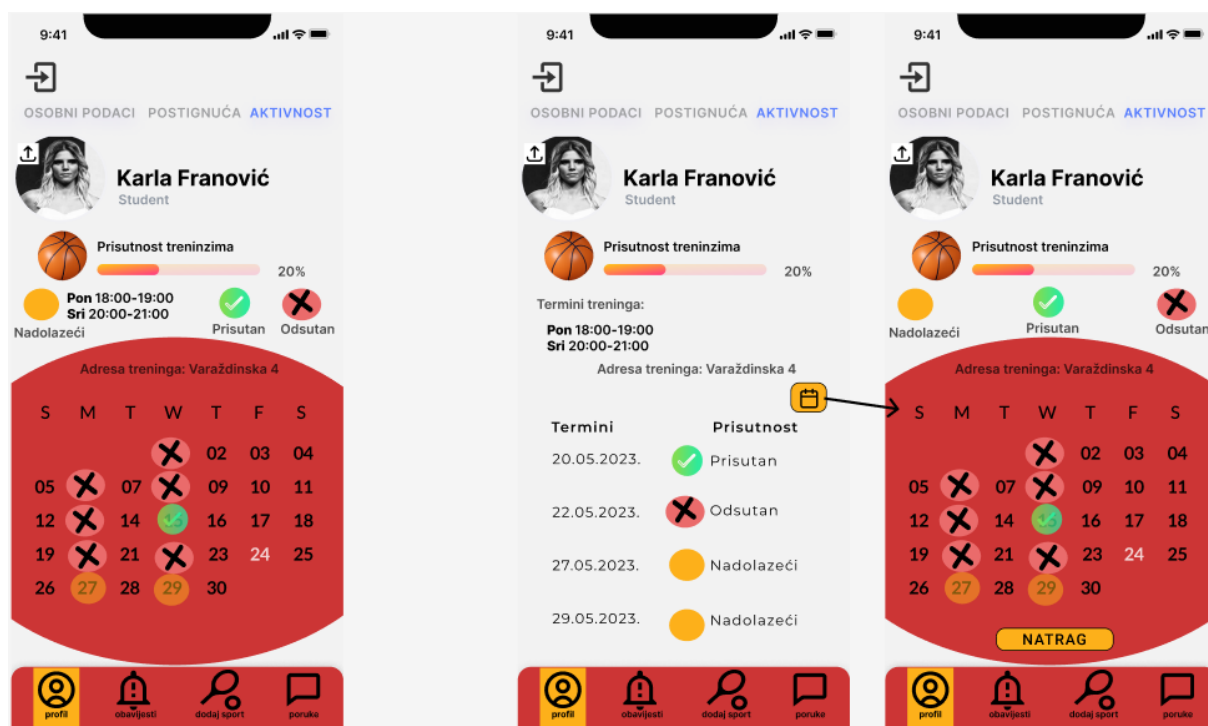 9:41
OSOBNI PODACI POSTIGNUĆA AKTIVNOST
Karla Franović
Student
Prisutnost treninzima
20%
Pon 18:00-19:00
Sri 20:00-21:00
Nadolazeći Prisutan Odsutan
Adresa treninga: Varaždinska 4
S M T W T F S
02 03 04
05 07 09 10 11
12 14 16 17 18
19 21 23 24 25
26 27 28 29 30
profil obavijesti dodaj sport poruke
9:41
OSOBNI PODACI POSTIGNUĆA AKTIVNOST
Karla Franović
Student
Prisutnost treninzima
20%
Termini treninga:
Pon 18:00-19:00
Sri 20:00-21:00
Adresa treninga: Varaždinska 4
Termini Prisutnost
20.05.2023. Prisutan
22.05.2023. Odsutan
27.05.2023. Nadolazeći
29.05.2023. Nadolazeći
profil obavijesti dodaj sport poruke
9:41
OSOBNI PODACI POSTIGNUĆA AKTIVNOST
Karla Franović
Student
Prisutnost treninzima
20%
Nadolazeći Prisutan Odsutan
Adresa treninga: Varaždinska 4
S M T W T F S
02 03 04
05 07 09 10 11
12 14 16 17 18
19 21 23 24 25
26 27 28 29 30
NATRAG
profil obavijesti dodaj sport poruke